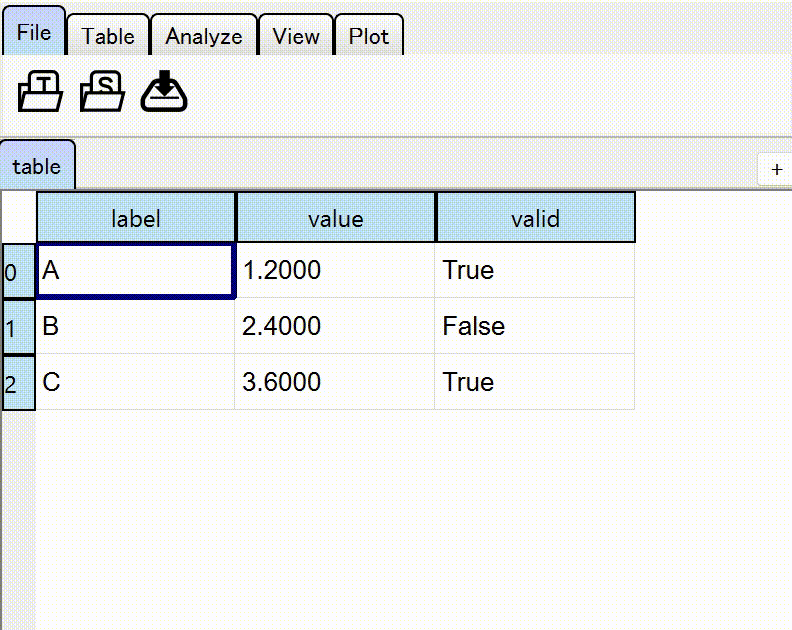 File Table Analyze View Plot
T S
table +
label value valid
0 A 1.2000 True
1 B 2.4000 False
2 C 3.6000 True